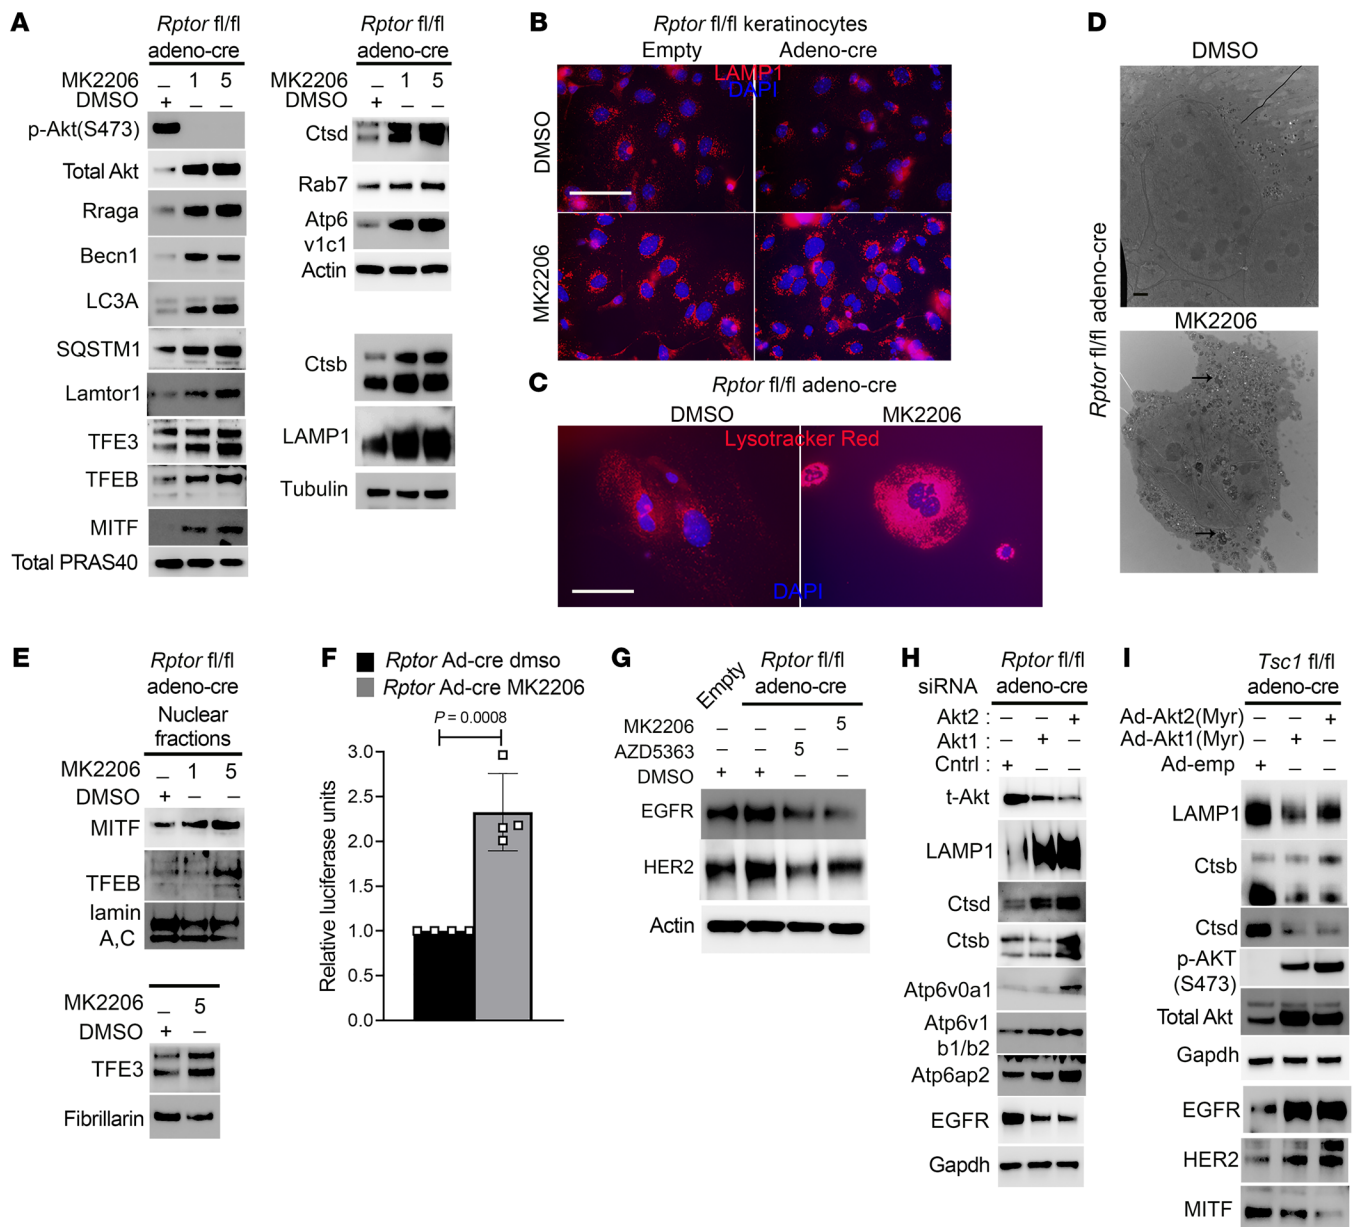 A
Rptor fl/fl
adeno-cre
MK2206 – 1 5
DMSO + – –
p-Akt(S473)
Total Akt
Rraga
Becn1
LC3A
SQSTM1
Lamtor1
TFE3
TFEB
MITF
Total PRAS40
Rptor fl/fl
adeno-cre
MK2206 – 1 5
DMSO + – –
Ctsd
Rab7
Atp6
v1c1
Actin
Ctsb
LAMP1
Tubulin
B
Rptor fl/fl keratinocytes
Empty Adeno-cre
LAMP1
DAPI
DMSO
MK2206
C
Rptor fl/fl adeno-cre
DMSO MK2206
Lysotracker Red
DAPI
D
DMSO
Rptor fl/fl adeno-cre
MK2206
E
Rptor fl/fl
adeno-cre
Nuclear
fractions
MK2206 – 1 5
DMSO + – –
MITF
TFEB
lamin
A,C
MK2206 – 5
DMSO + –
TFE3
Fibrillarin
F
Rptor Ad-cre dmso
Rptor Ad-cre MK2206
P = 0.0008
Relative luciferase units
3.0
2.5
2.0
1.5
1.0
0.5
0.0
G
Empty
Rptor fl/fl
adeno-cre
MK2206 – – – 5
AZD5363 – – 5 –
DMSO + + – –
EGFR
HER2
Actin
H
Rptor fl/fl
siRNA adeno-cre
Akt2 : – – +
Akt1 : – + –
Cntrl : + – –
t-Akt
LAMP1
Ctsd
Ctsb
Atp6v0a1
Atp6v1
b1/b2
Atp6ap2
EGFR
Gapdh
I
Tsc1 fl/fl
adeno-cre
Ad-Akt2(Myr) – – +
Ad-Akt1(Myr) – + –
Ad-emp + – –
LAMP1
Ctsb
Ctsd
p-AKT
(S473)
Total Akt
Gapdh
EGFR
HER2
MITF